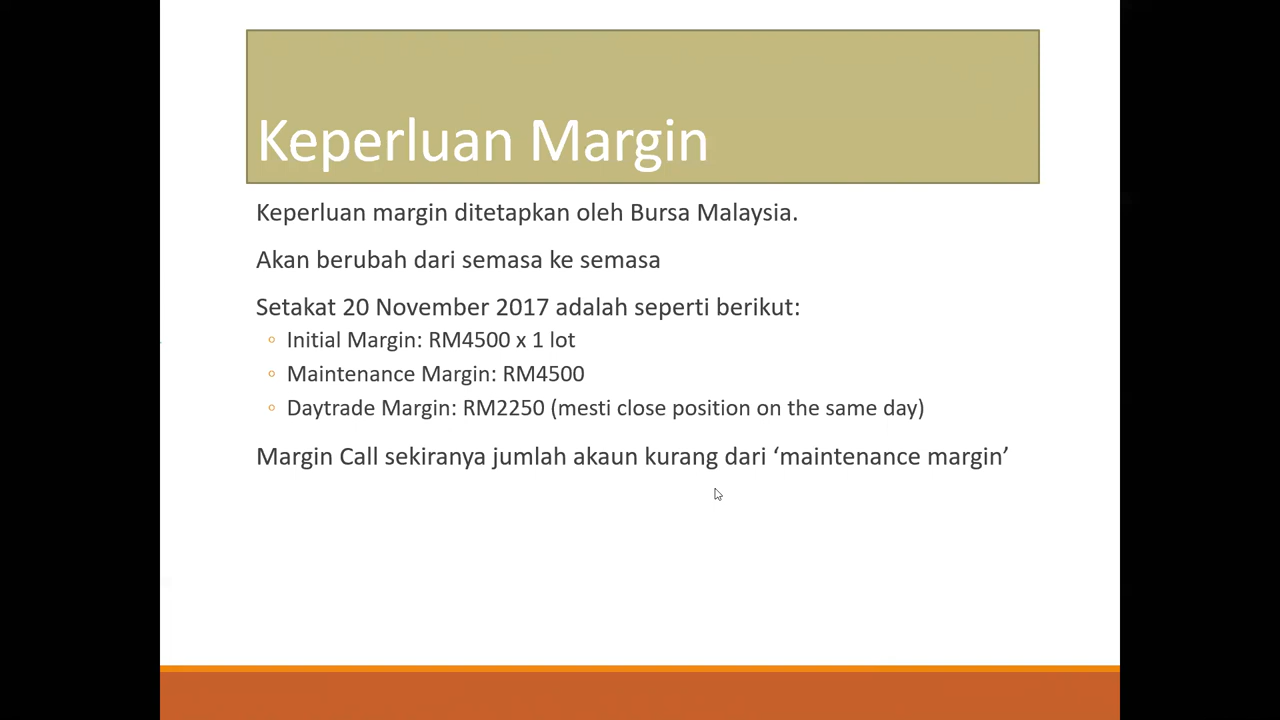 Keperluan Margin
Keperluan margin ditetapkan oleh Bursa Malaysia.
Akan berubah dari semasa ke semasa
Setakat 20 November 2017 adalah seperti berikut:
Initial Margin: RM4500 x 1 lot
Maintenance Margin: RM4500
Daytrade Margin: RM2250 (mesti close position on the same day)
Margin Call sekiranya jumlah akaun kurang dari ‘maintenance margin’